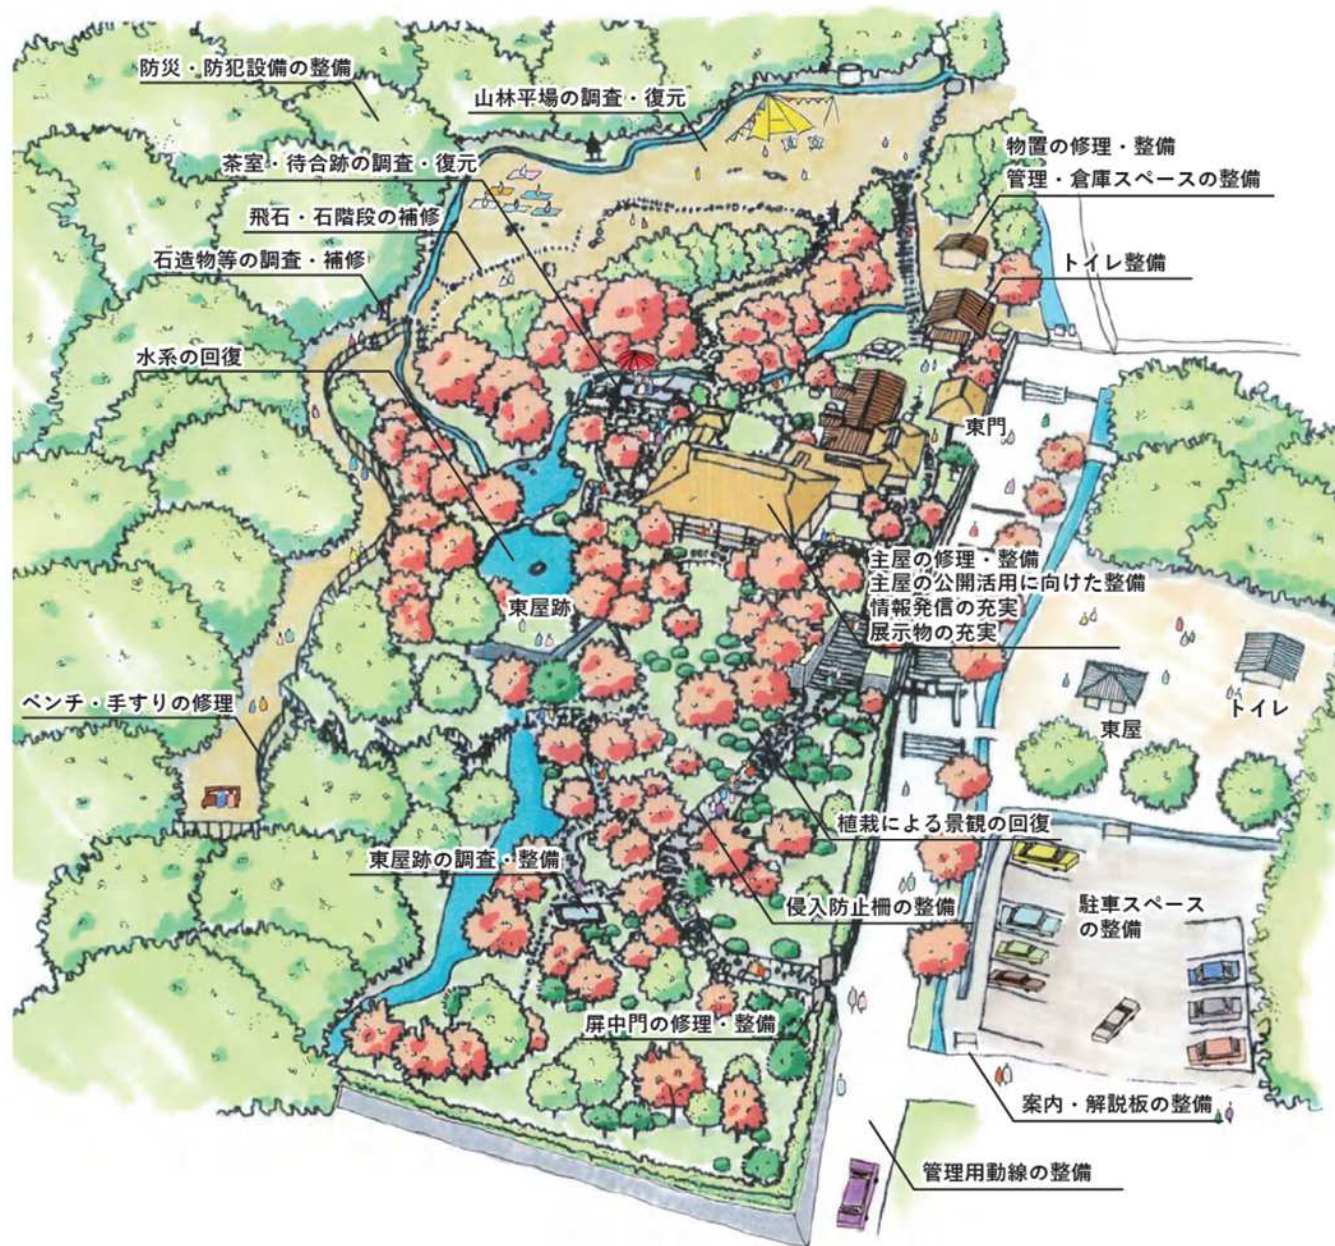 防災・防犯設備の整備
山林平場の調査・復元
物置の修理・整備
管理・倉庫スペースの整備
茶室・待合跡の調査・復元
飛石・石階段の補修
石造物等の調査・補修
トイレ整備
水系の回復
東門
主屋の修理・整備
主屋の公開活用に向けた整備
情報発信の充実
展示物の充実
東屋跡
ベンチ・手すりの修理
トイレ
東屋
植栽による景観の回復
東屋跡の調査・整備
侵入防止柵の整備
駐車スペース
の整備
屏中門の修理・整備
案内・解説板の整備
管理用動線の整備